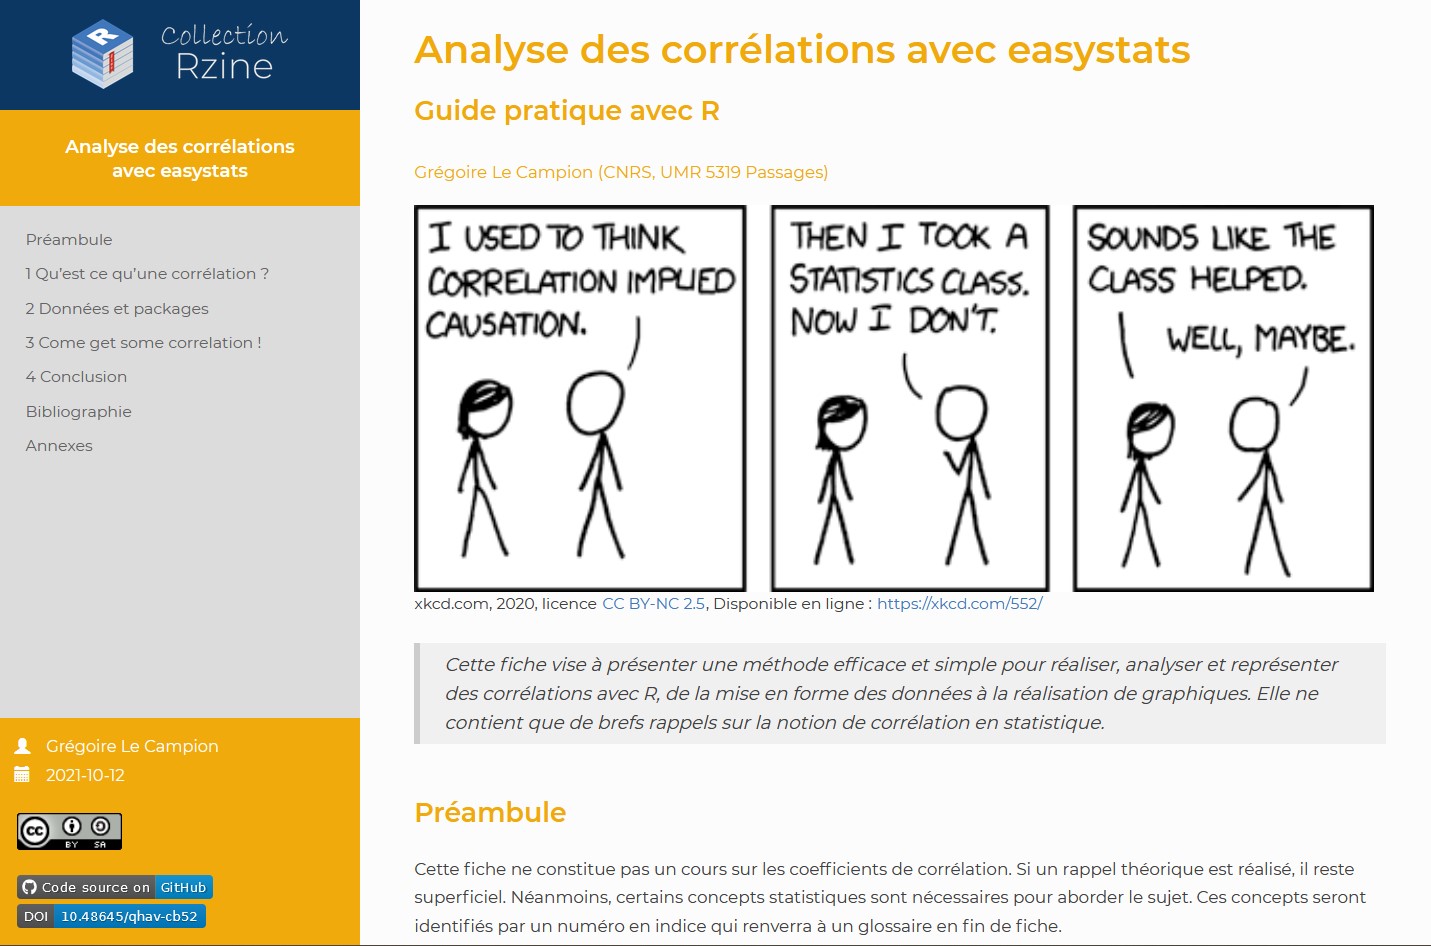 Collection
Rzine
Analyse des corrélations
avec easystats
Préambule
1 Qu'est ce qu'une corrélation ?
2 Données et packages
3 Come get some correlation !
4 Conclusion
Bibliographie
Annexes
Grégoire Le Campion
2021-10-12
cc BY SA
Code source on GitHub
DOI 10.48645/qhav-cb52
Analyse des corrélations avec easystats
Guide pratique avec R
Grégoire Le Campion (CNRS, UMR 5319 Passages)
I USED TO THINK
CORRELATION IMPLIED
CAUSATION.
THEN I TOOK A
STATISTICS CLASS.
NOW I DON'T.
SOUNDS LIKE THE
CLASS HELPED.
WELL, MAYBE.
xkcd.com, 2020, licence CC BY-NC 2.5, Disponible en ligne : https://xkcd.com/552/
Cette fiche vise à présenter une méthode efficace et simple pour réaliser, analyser et représenter
des corrélations avec R, de la mise en forme des données à la réalisation de graphiques. Elle ne
contient que de brefs rappels sur la notion de corrélation en statistique.
Préambule
Cette fiche ne constitue pas un cours sur les coefficients de corrélation. Si un rappel théorique est réalisé, il reste
superficiel. Néanmoins, certains concepts statistiques sont nécessaires pour aborder le sujet. Ces concepts seront
identifiés par un numéro en indice qui renverra à un glossaire en fin de fiche.